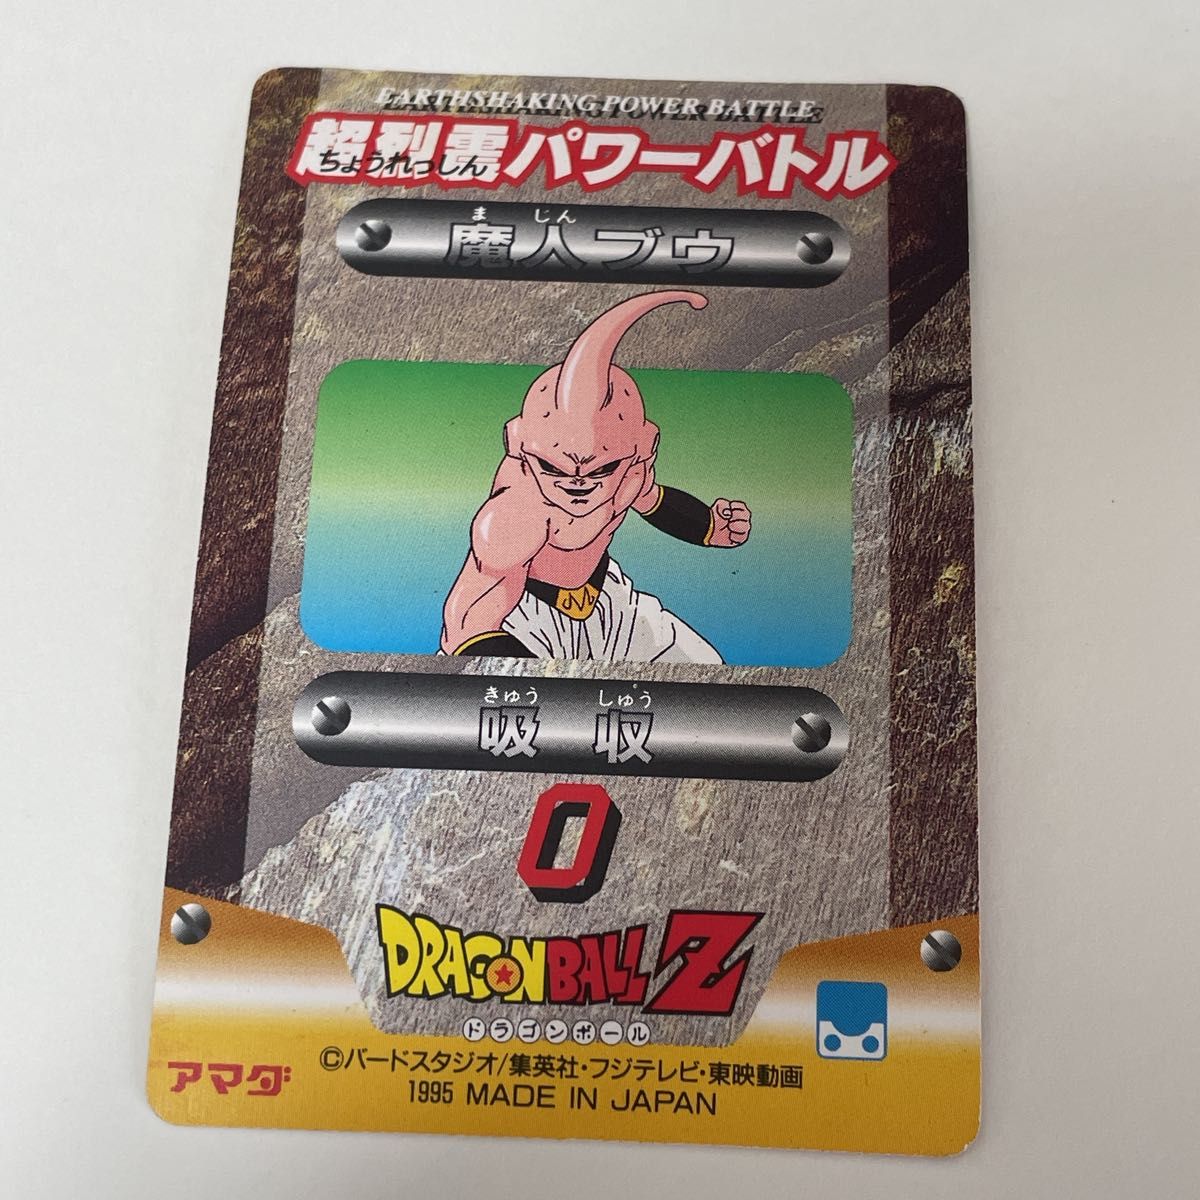 EARTHSHAKING POWER BATTLE
超烈震パワーバトル
ちょうれっしん
ま じん
魔人ブウ
きゅう しゅう
吸 収
0
DRAGON BALL Z
ドラゴンボール
アマダ
©バードスタジオ/集英社・フジテレビ・東映動画
1995 MADE IN JAPAN